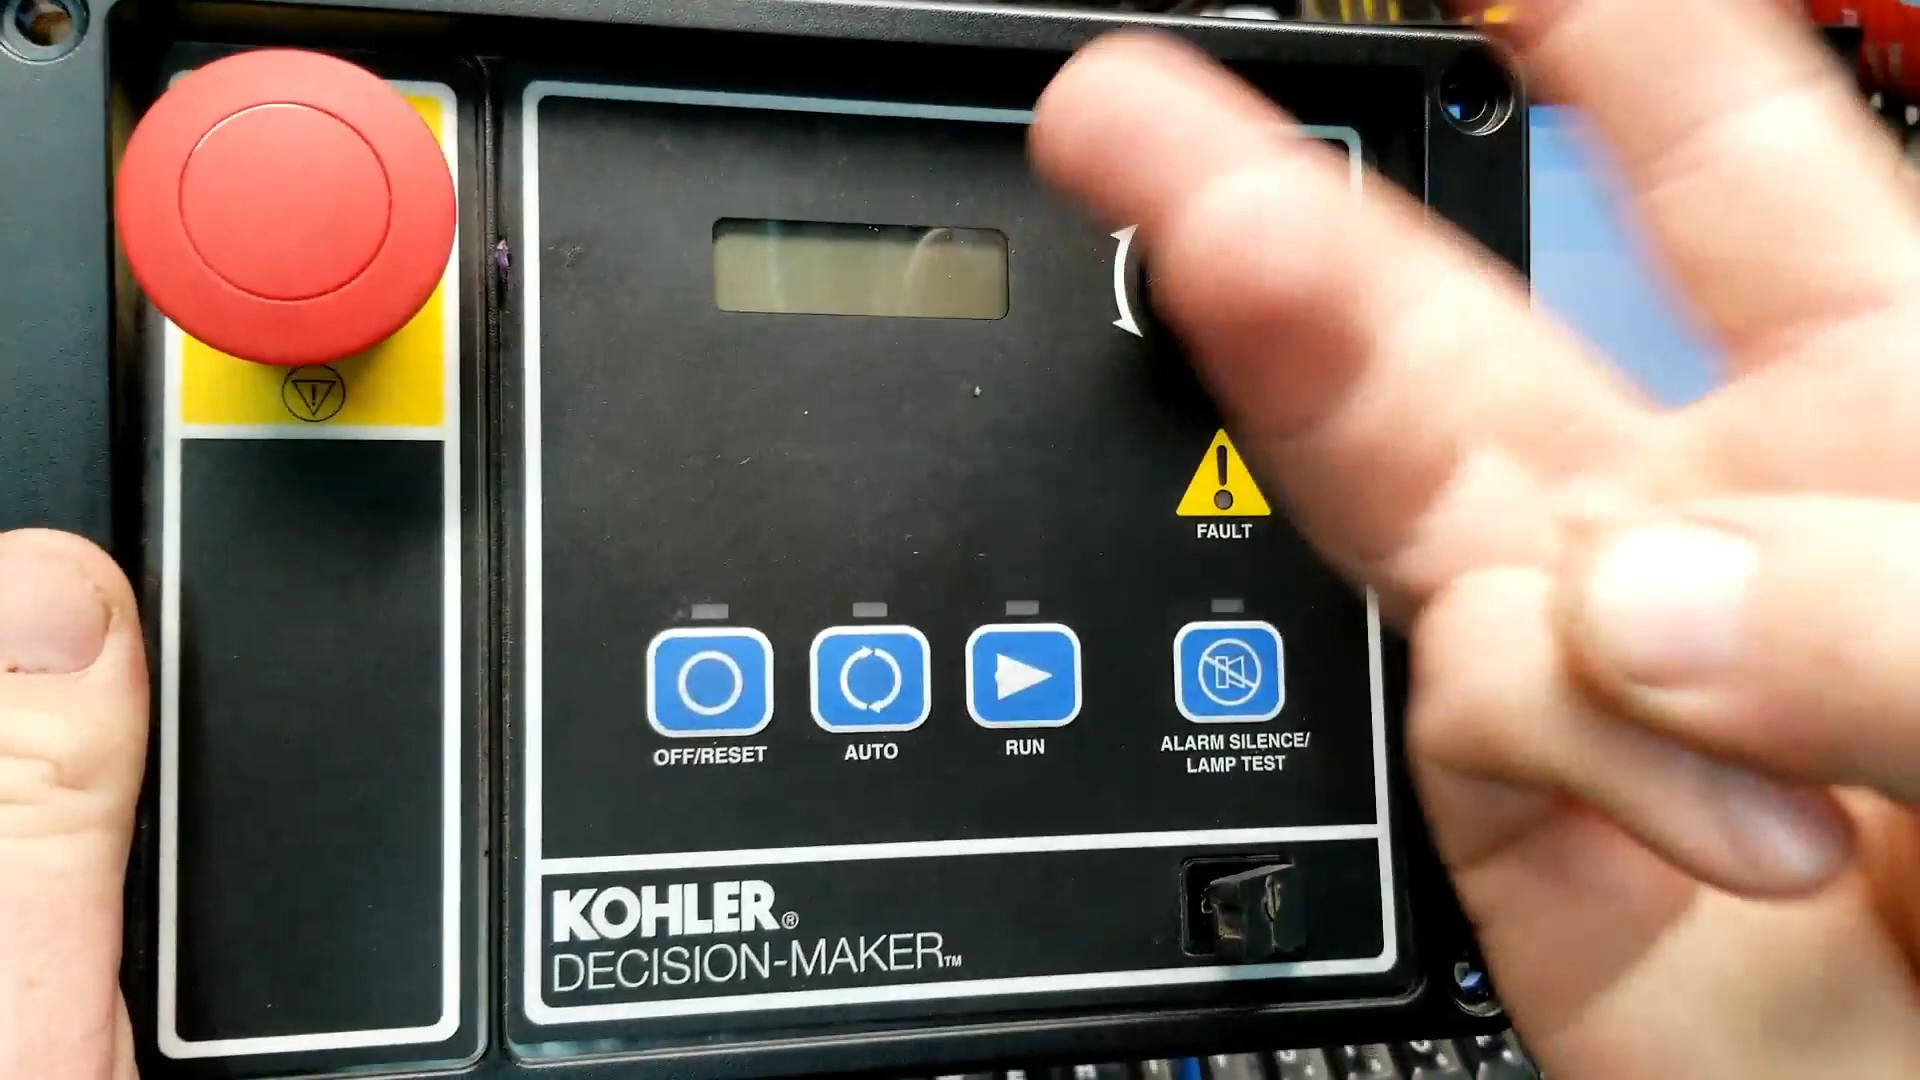 FAULT
OFF/RESET
AUTO
RUN
ALARM SILENCE/
LAMP TEST
KOHLER®
DECISION-MAKER™